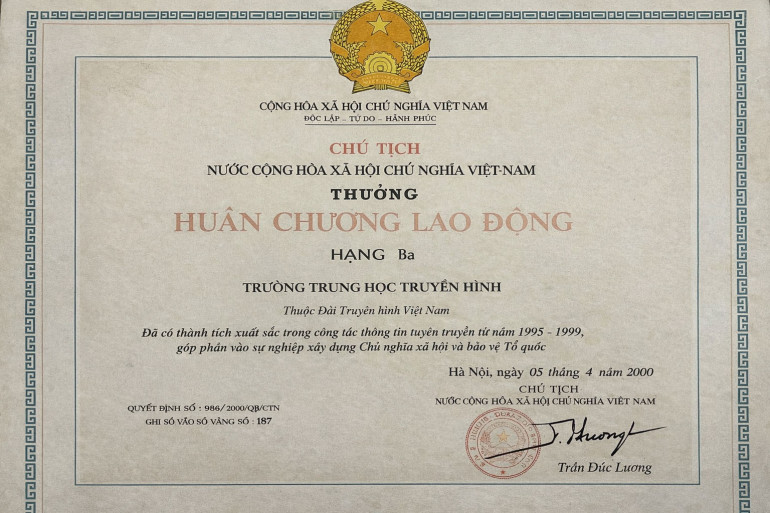 CỘNG HÒA XÃ HỘI CHỦ NGHĨA VIỆT NAM
ĐỘC LẬP - TỰ DO - HÃNH PHÚC
CHỦ TỊCH
NƯỚC CỘNG HÒA XÃ HỘI CHỦ NGHĨA VIỆT-NAM
THƯỞNG
HUÂN CHƯƠNG LAO ĐỘNG
HẠNG Ba
TRƯỜNG TRUNG HỌC TRUYỀN HÌNH
Thuộc Đài Truyền hình Việt Nam
Đã có thành tích xuất sắc trong công tác thông tin tuyên truyền từ năm 1995 - 1999,
góp phần vào sự nghiệp xây dựng Chủ nghĩa xã hội và bảo vệ Tổ quốc
Hà Nội, ngày 05 tháng 4 năm 2000
CHỦ TỊCH
NƯỚC CỘNG HÒA XÃ HỘI CHỦ NGHĨA VIỆT NAM
QUYẾT ĐỊNH SỐ : 986/2000/QĐ/CTN
GHI SỔ VÀO SỔ VÀNG SỐ : 187
Trần Đức Lương